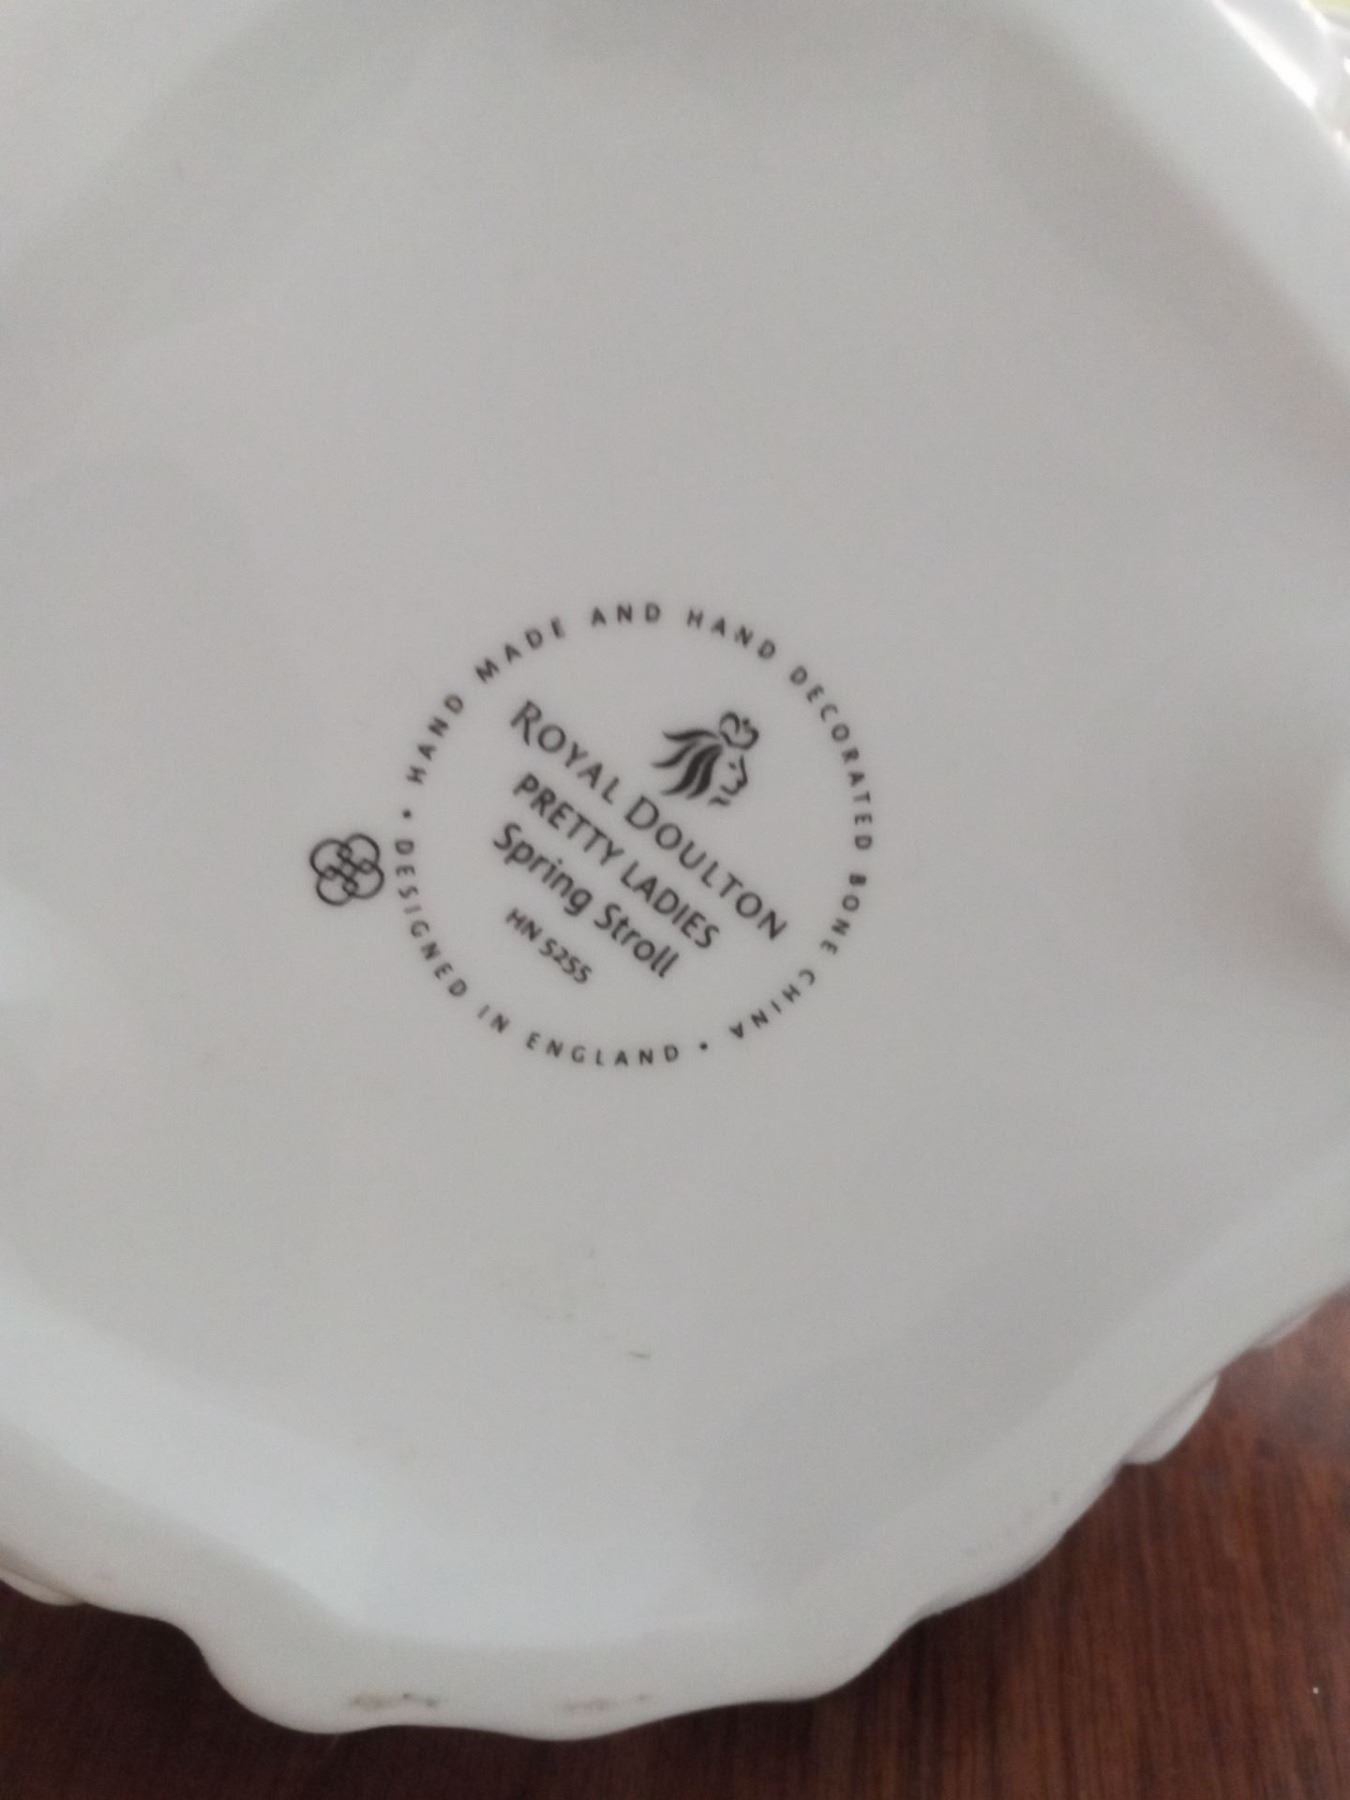 • HAND MADE AND HAND DECORATED BONE CHINA
• DESIGNED IN ENGLAND
ROYAL DOULTON
PRETTY LADIES
Spring Stroll
HN 5255